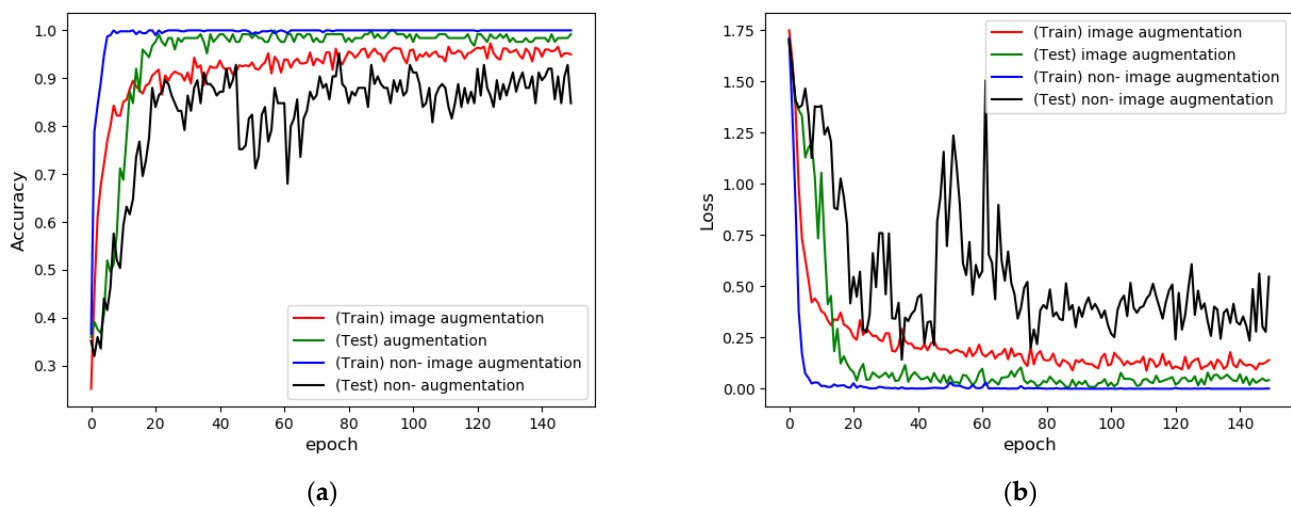 1.0
0.9
0.8
0.7
0.6
0.5
0.4
0.3
Accuracy
0 20 40 60 80 100 120 140
epoch
(Train) image augmentation
(Test) augmentation
(Train) non- image augmentation
(Test) non- augmentation
(a)
1.75
1.50
1.25
1.00
0.75
0.50
0.25
0.00
Loss
0 20 40 60 80 100 120 140
epoch
(Train) image augmentation
(Test) image augmentation
(Train) non- image augmentation
(Test) non- image augmentation
(b)